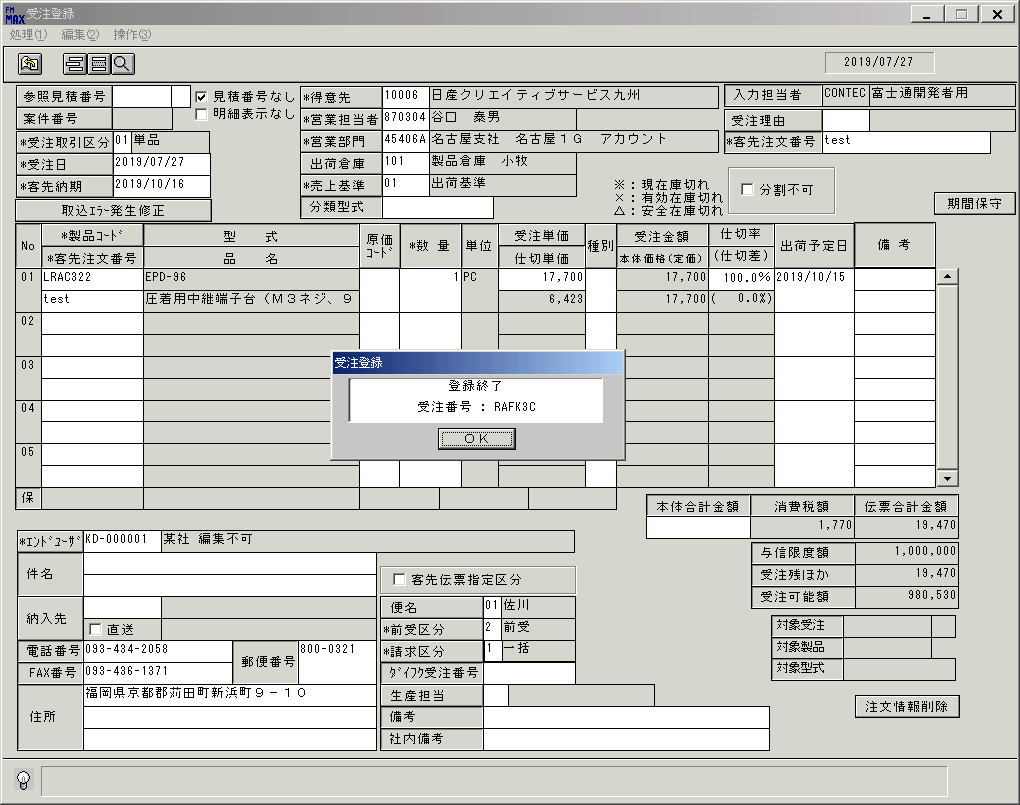 FM MAX 受注登録
処理(1) 編集(2) 操作(3)
2019/07/27
参照見積番号 見積番号なし *得意先 10006 日産クリエイティブサービス九州 入力担当者 CONTEC 富士通開発者用
案件番号 明細表示なし *営業担当者 870304 谷口 泰男 受注理由
*受注取引区分 01 単品 *営業部門 45406A 名古屋支社 名古屋1G アカウント *客先注文番号 test
*受注日 2019/07/27 出荷倉庫 101 製品倉庫 小牧
*客先納期 2019/10/16 *売上基準 01 出荷基準 ※：現在庫切れ 分割不可
取込ｴﾗｰ発生修正 分類型式 ×：有効在庫切れ 期間保守
△：安全在庫切れ
No *製品ｺｰﾄﾞ 型 式 原価ｺｰﾄﾞ *数 量 単位 受注単価 種別 受注金額 仕切率 出荷予定日 備 考
*客先注文番号 品 名 仕切単価 本体価格(定価) (仕切差)
01 LRAC322 EPD-96 1 PC 17,700 17,700 100.0% 2019/10/15
test 圧着用中継端子台（M3ネジ、9 6,423 17,700 ( 0.0%)
02
03
04
05
保
受注登録
登録終了
受注番号 : RAFK3C
OK
本体合計金額 消費税額 伝票合計金額
1,770 19,470
*ｴﾝﾄﾞﾕｰｻﾞ KD-000001 某社 編集不可 与信限度額 1,000,000
件名 客先伝票指定区分 受注残ほか 19,470
受注可能額 980,530
納入先 直送 便名 01 佐川
*前受区分 2 前受 対象受注
電話番号 093-434-2058 郵便番号 800-0321 *請求区分 1 一括 対象製品
FAX番号 093-436-1371 ﾀﾞｲﾌｸ受注番号 対象型式
住所 福岡県京都郡苅田町新浜町9－10 生産担当
備考 注文情報削除
社内備考